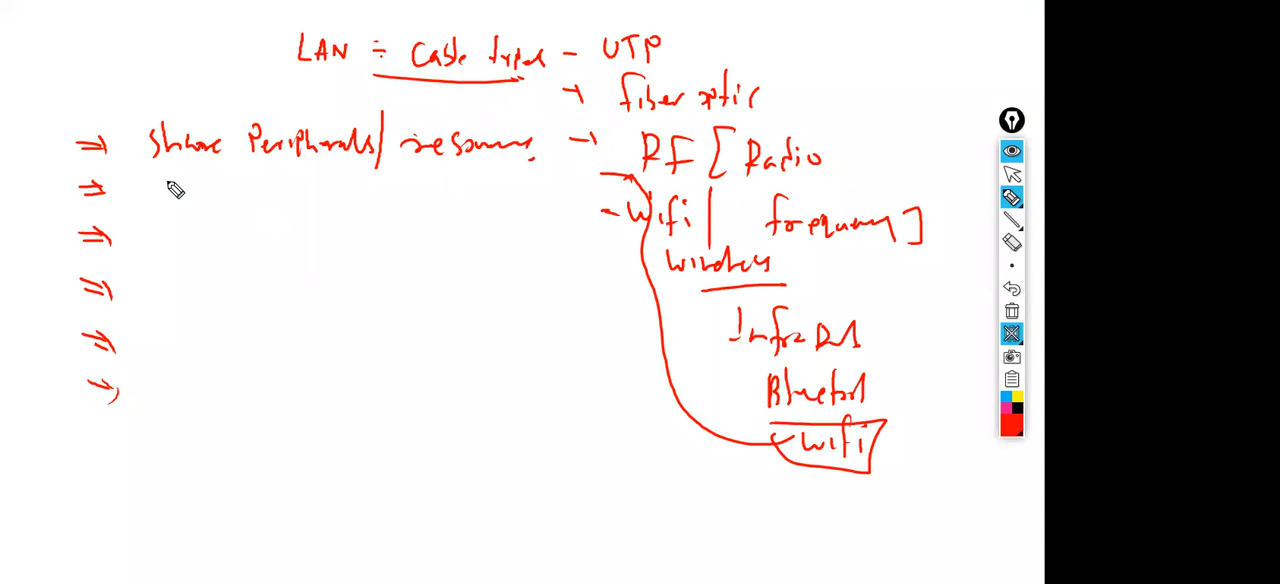 LAN ÷ Cable types - UTP
→ fiber optic
⇒ Share Peripherals/ resources → RF [Radio
frequency]
- wifi |
wireless
Infrared
Bluetooth
wifi